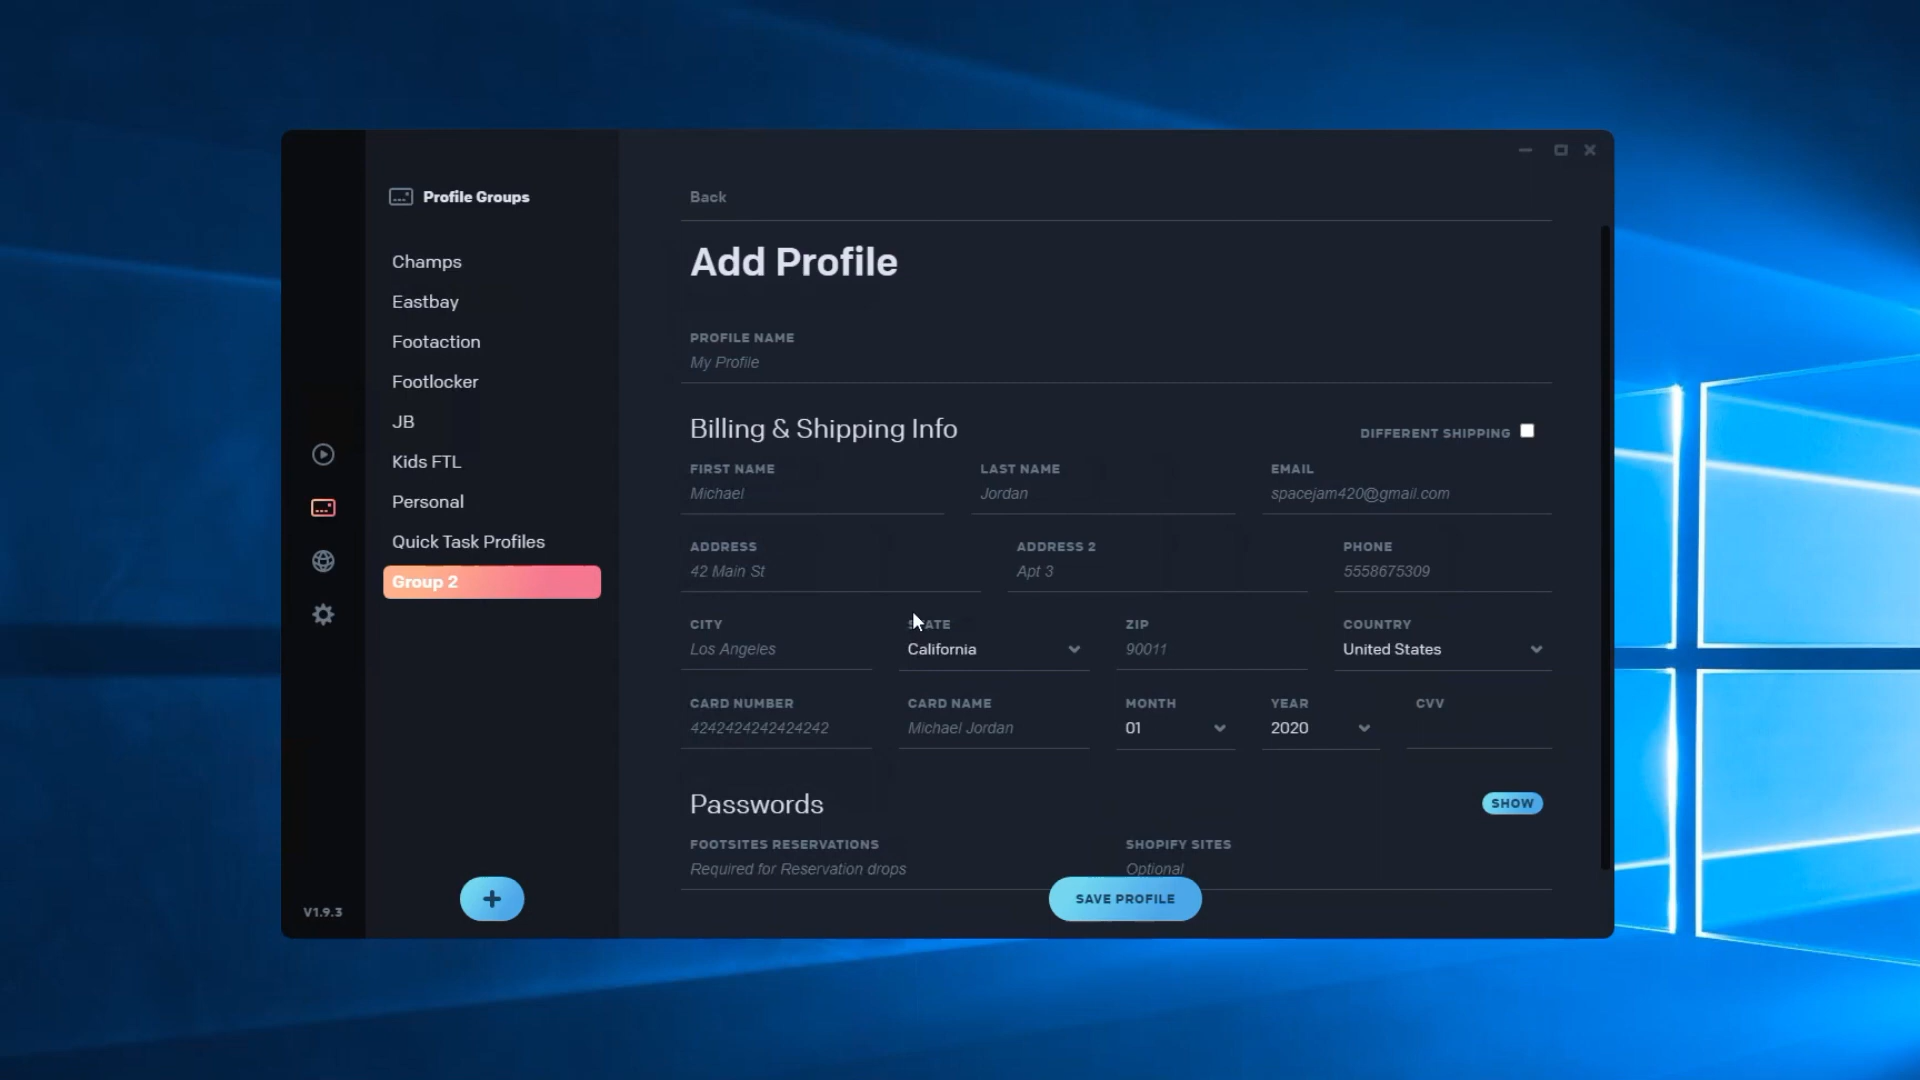 Profile Groups
Champs
Eastbay
Footaction
Footlocker
JB
Kids FTL
Personal
Quick Task Profiles
Group 2
V1.9.3
Back
Add Profile
PROFILE NAME
My Profile
Billing & Shipping Info
DIFFERENT SHIPPING
FIRST NAME LAST NAME EMAIL
Michael Jordan spacejam420@gmail.com
ADDRESS ADDRESS 2 PHONE
42 Main St Apt 3 5558675309
CITY STATE ZIP COUNTRY
Los Angeles California 90011 United States
CARD NUMBER CARD NAME MONTH YEAR CVV
4242424242424242 Michael Jordan 01 2020
Passwords SHOW
FOOTSITES RESERVATIONS SHOPIFY SITES
Required for Reservation drops Optional
SAVE PROFILE